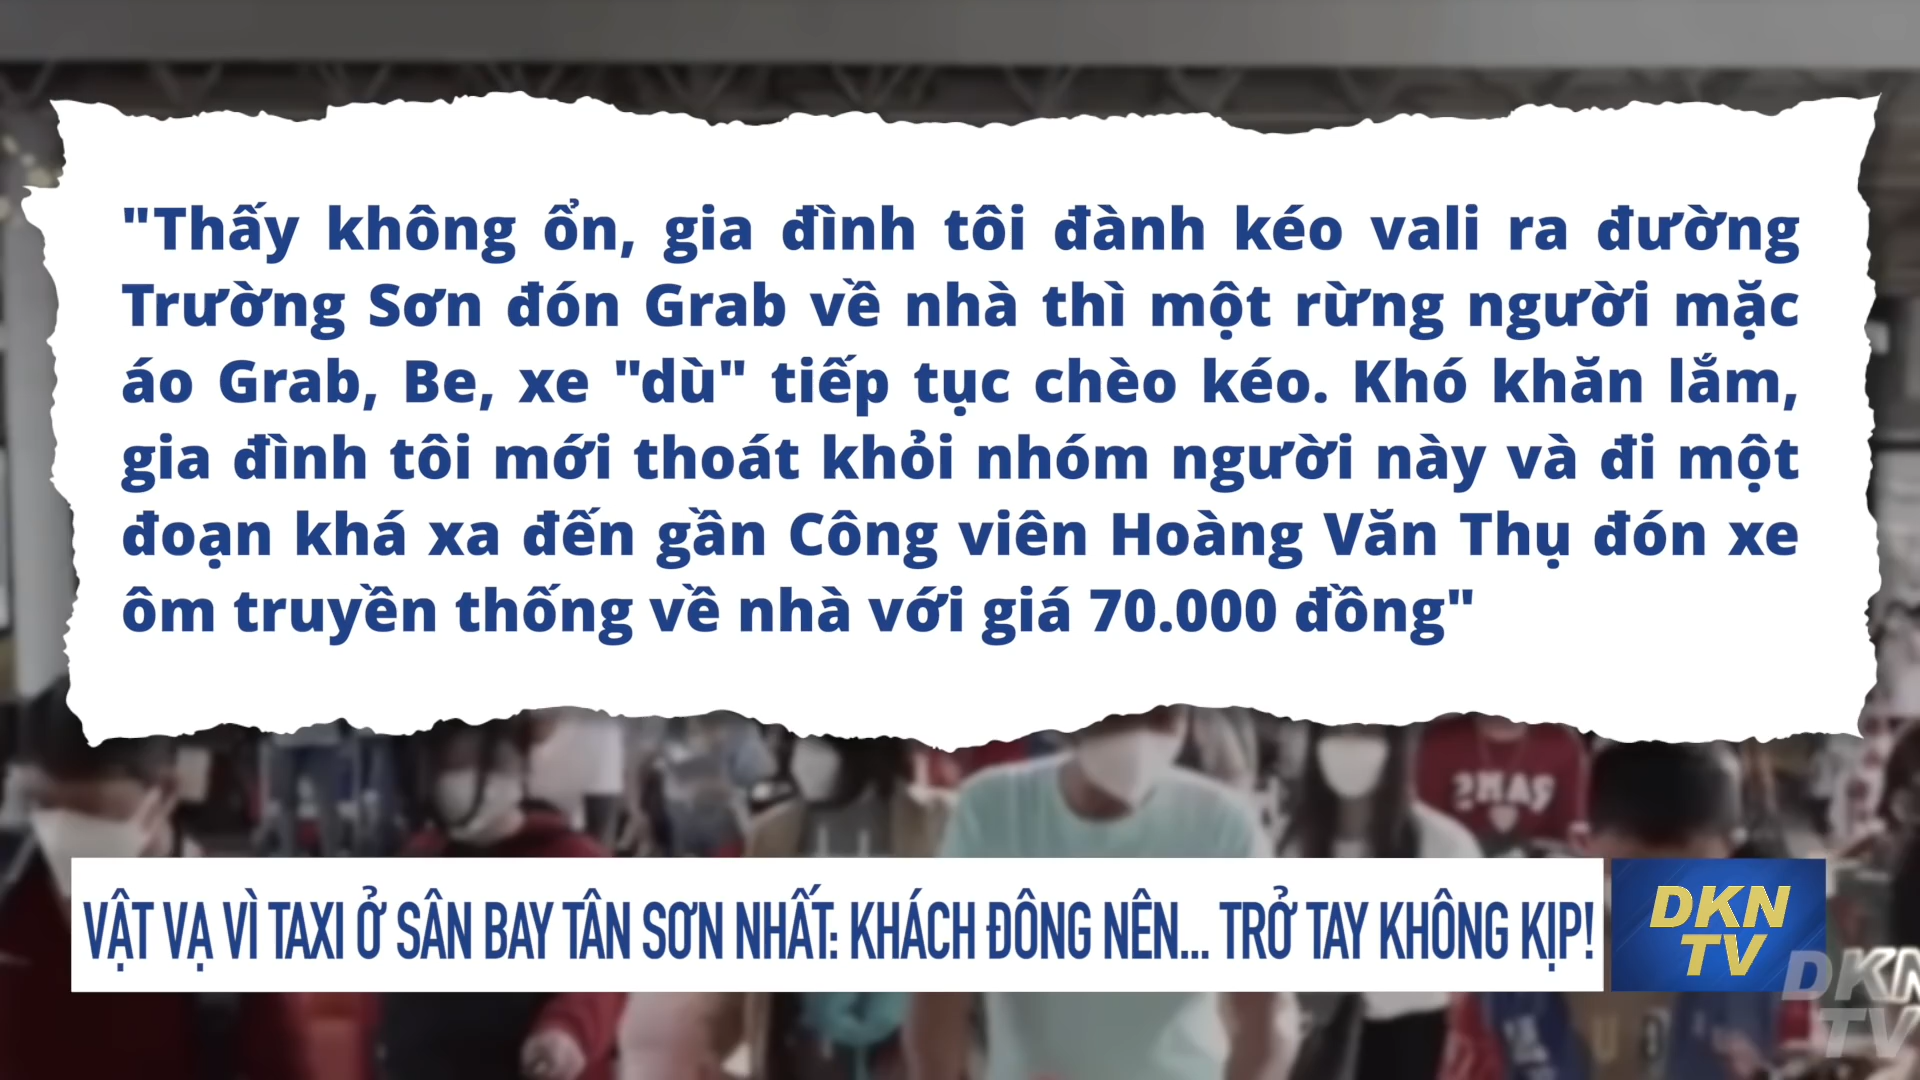 "Thấy không ổn, gia đình tôi đành kéo vali ra đường
Trường Sơn đón Grab về nhà thì một rừng người mặc
áo Grab, Be, xe "dù" tiếp tục chèo kéo. Khó khăn lắm,
gia đình tôi mới thoát khỏi nhóm người này và đi một
đoạn khá xa đến gần Công viên Hoàng Văn Thụ đón xe
ôm truyền thống về nhà với giá 70.000 đồng"
VẬT VẠ VÌ TAXI Ở SÂN BAY TÂN SƠN NHẤT: KHÁCH ĐÔNG NÊN... TRỞ TAY KHÔNG KỊP!
DKN
TV
DKN
TV